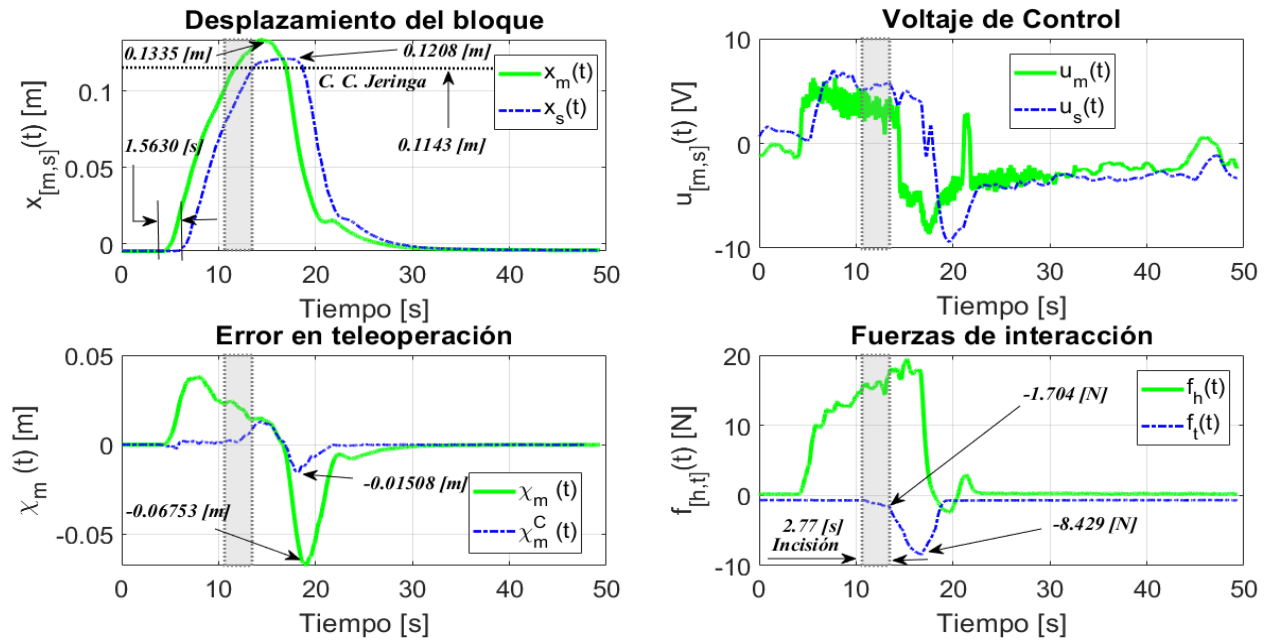 Desplazamiento del bloque
0.1335 [m]
0.1208 [m]
x_m(t)
x_s(t)
C. C. Jeringa
0.1143 [m]
1.5630 [s]
0.1
0.05
0
x_[m,s](t) [m]
0 10 20 30 40 50
Tiempo [s]
Voltaje de Control
u_m(t)
u_s(t)
10
0
-10
u_[m,s](t) [V]
0 10 20 30 40 50
Tiempo [s]
Error en teleoperación
0.05
0
-0.05
χ_m (t) [m]
-0.01508 [m]
-0.06753 [m]
χ_m (t)
χ_m^C (t)
0 10 20 30 40 50
Tiempo [s]
Fuerzas de interacción
20
10
0
-10
f_[h,t](t) [N]
f_h(t)
f_t(t)
-1.704 [N]
2.77 [s]
Incisión
-8.429 [N]
0 10 20 30 40 50
Tiempo [s]